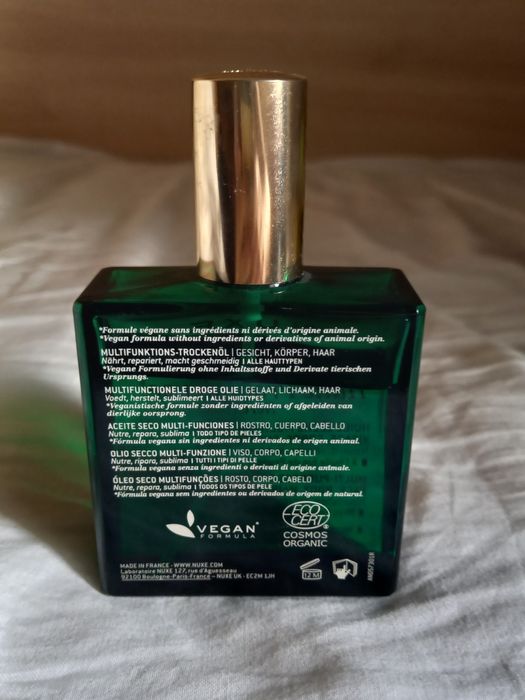 *Formule végane sans ingrédients ni dérivés d'origine animale.
*Vegan formula without ingredients or derivatives of animal origin.
MULTIFUNKTIONS-TROCKENÖL | GESICHT, KÖRPER, HAAR
Nährt, repariert, macht geschmeidig | ALLE HAUTTYPEN
*Vegane Formulierung ohne Inhaltsstoffe und Derivate tierischen
Ursprungs.
MULTIFUNCTIONELE DROGE OLIE | GELAAT, LICHAAM, HAAR
Voedt, herstelt, sublimeert | ALLE HUIDTYPES
*Veganistische formule zonder ingrediënten of afgeleiden van
dierlijke oorsprong.
ACEITE SECO MULTI-FUNCIONES | ROSTRO, CUERPO, CABELLO
Nutre, repara, sublima | TODO TIPO DE PIELES
*Fórmula vegana sin ingredientes ni derivados de origen animal.
OLIO SECCO MULTI-FUNZIONE | VISO, CORPO, CAPELLI
Nutre, ripara, sublima | TUTTI I TIPI DI PELLE
*Formula vegana senza ingredienti o derivati di origine animale.
ÓLEO SECO MULTIFUNÇÕES | ROSTO, CORPO, CABELO
Nutre, repara, sublima | TODOS OS TIPOS DE PELE
*Fórmula vegana sem ingredientes ou derivados de origem de natural.
VEGAN*
FORMULA
ECO
CERT®
COSMOS
ORGANIC
MADE IN FRANCE - WWW.NUXE.COM
Laboratoire NUXE 127, rue d'Aguesseau
92100 Boulogne-Paris-France - NUXE UK - EC2M 1JH
12 M